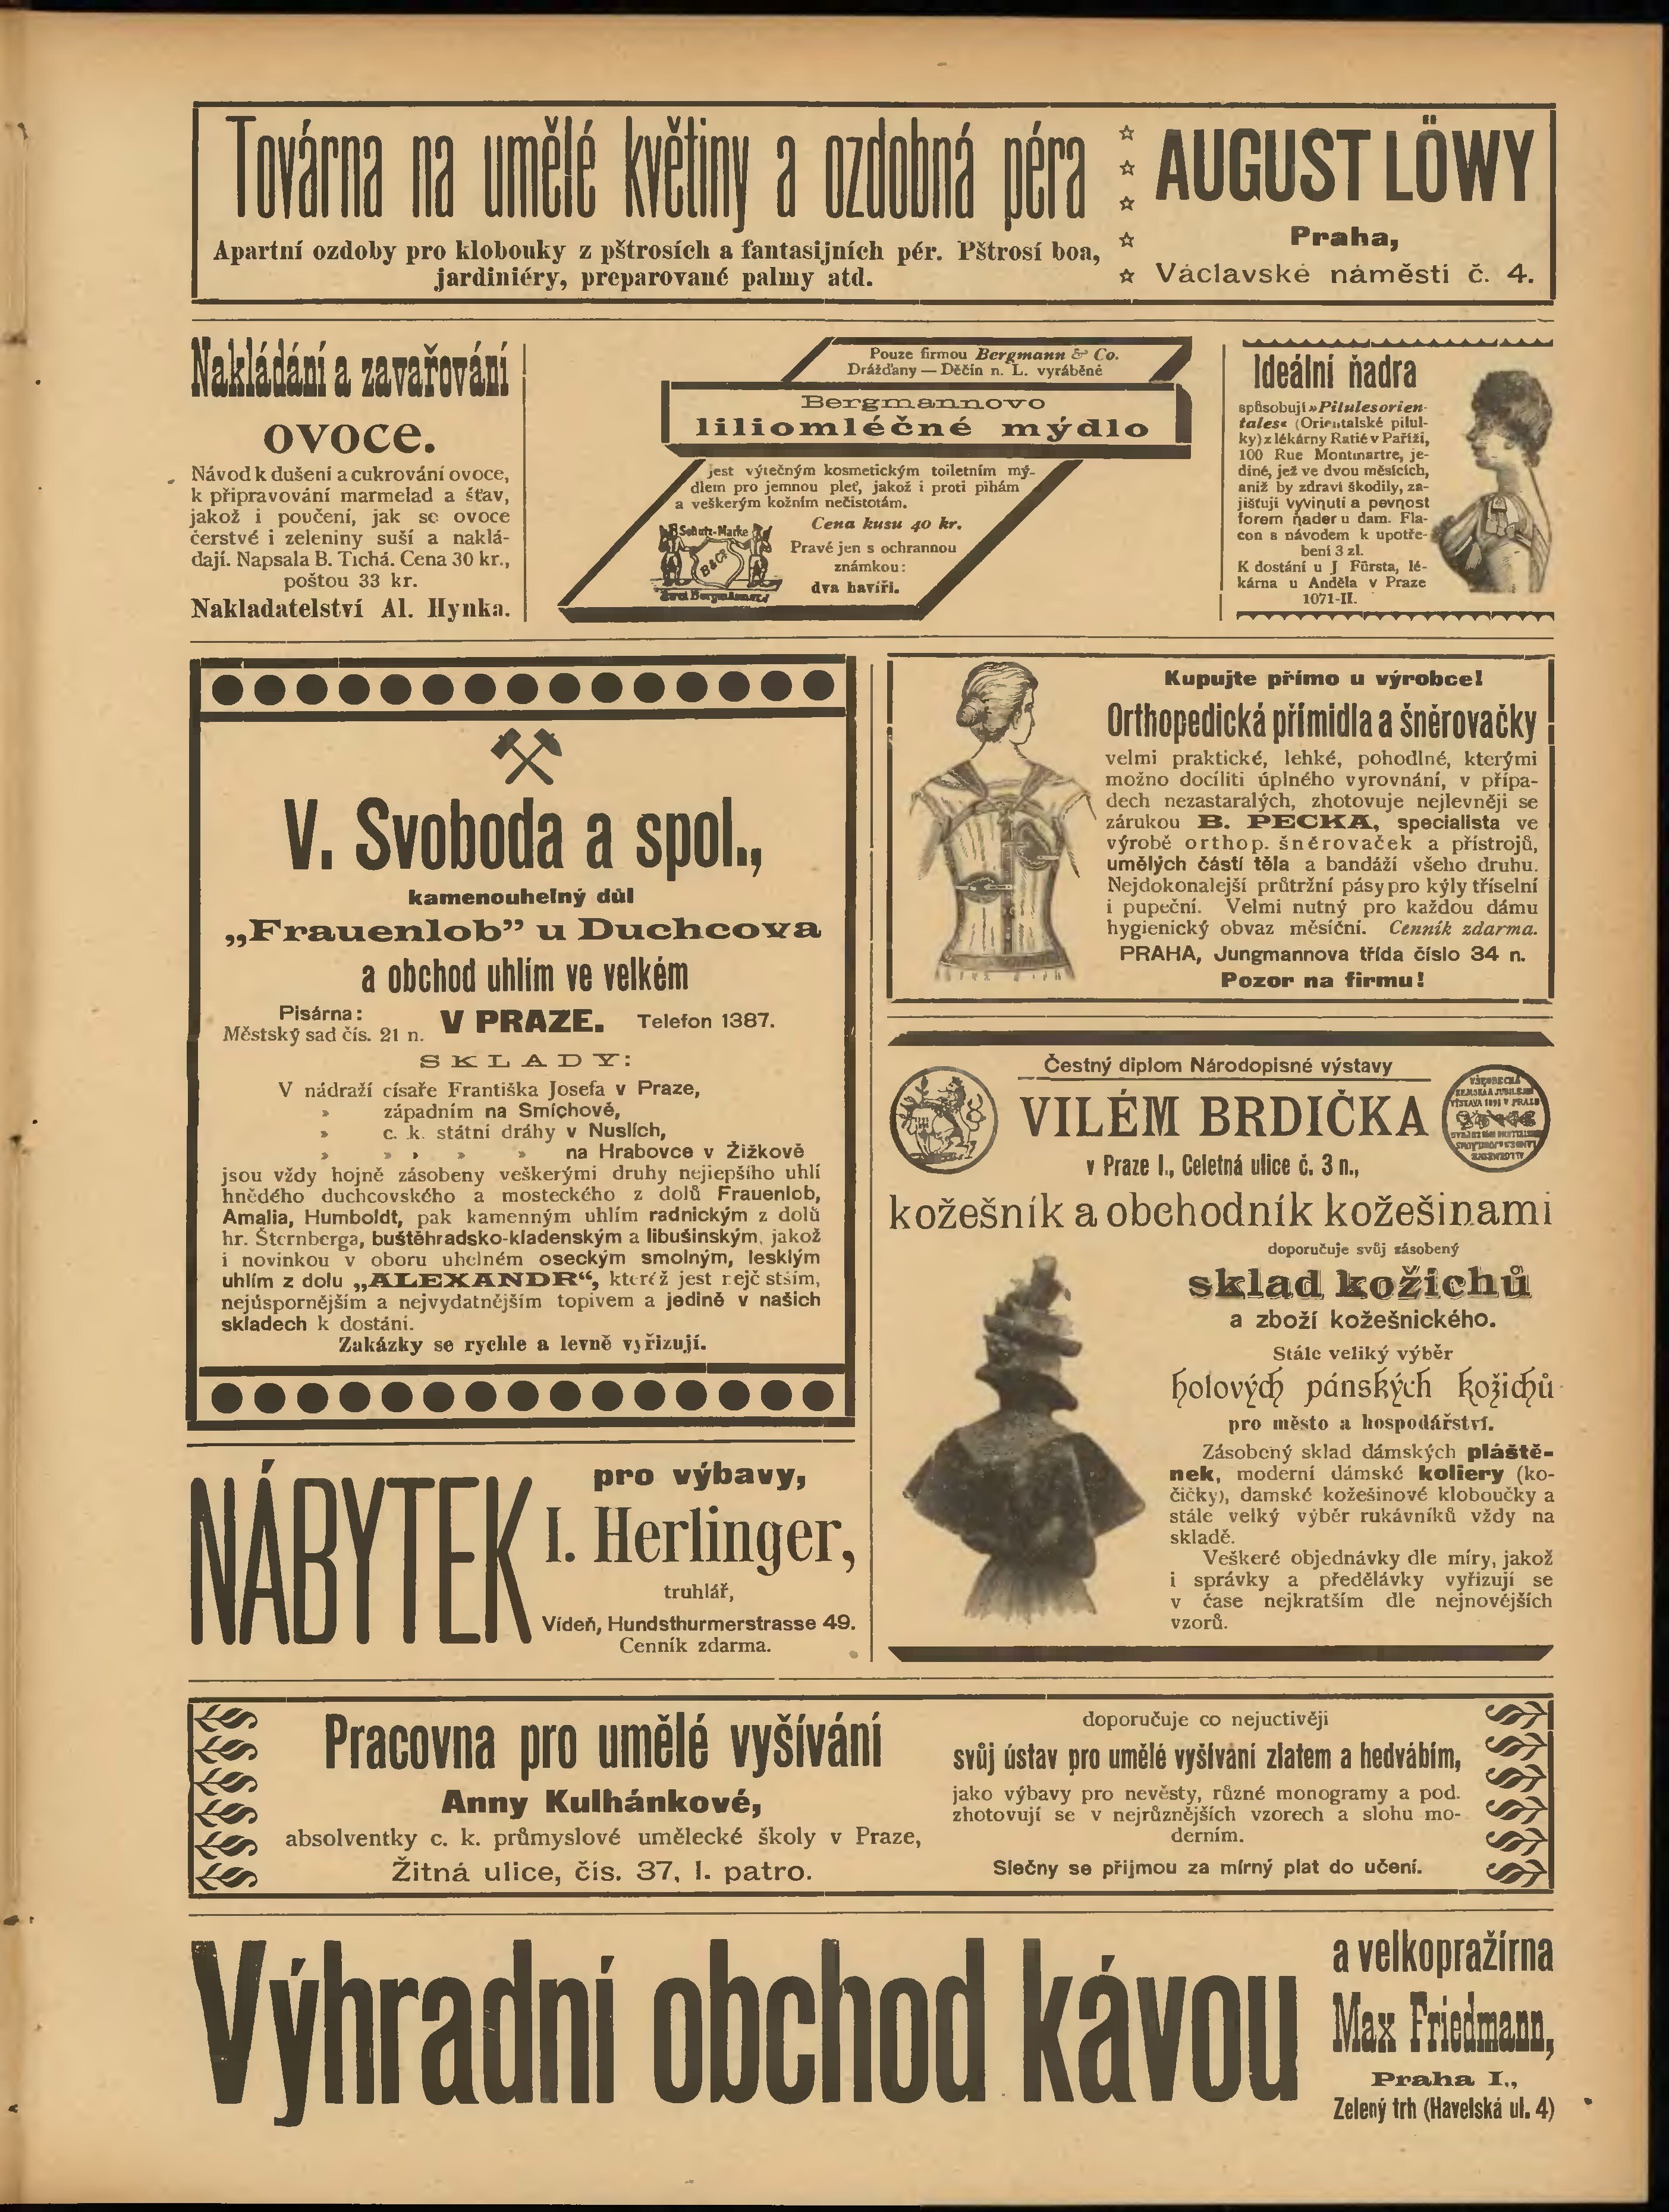 Továrna na umělé květiny a ozdobná péra
Apartní ozdoby pro klobouky z pštrosích a fantasijních pér. Pštrosí boa,
jardiniéry, preparované palmy atd.
AUGUST LÖWY
Praha,
Václavské náměstí č. 4.
Nakládání a zavařování
ovoce.
Návod k dušení a cukrování ovoce,
k připravování marmelad a šťav,
jakož i poučení, jak se ovoce
čerstvé i zeleniny suší a naklá-
dají. Napsala B. Tichá. Cena 30 kr.,
poštou 33 kr.
Nakladatelství Al. Hynka.
Pouze firmou Bergmann & Co.
Drážďany — Děčín n. L. vyráběné
Bergmannovo
liliomléčné mýdlo
jest výtečným kosmetickým toiletním mý-
dlem pro jemnou pleť, jakož i proti pihám
a veškerým kožním nečistotám.
Cena kusu 40 kr.
Pravé jen s ochrannou
známkou:
dva havíři.
Schutz-Marke
B & Co
Zwei Bergmänner
Ideální ňadra
spůsobují »Pilules orien-
tales« (Orientalské pilul-
ky) z lékárny Ratié v Paříži,
100 Rue Montmartre, je-
diné, jež ve dvou měsících,
aniž by zdraví škodily, za-
jišťují vyvinutí a pevnost
forem ňader u dam. Fla-
con s návodem k upotře-
bení 3 zl.
K dostání u J Fürsta, lé-
kárna u Anděla v Praze
1071-II.
V. Svoboda a spol.,
kamenouhelný důl
„Frauenlob” u Duchcova
a obchod uhlím ve velkém
Pisárna:
Městský sad čís. 21 n.
V PRAZE.
Telefon 1387.
SKLADY:
V nádraží císaře Františka Josefa v Praze,
» západním na Smíchově,
» c. k. státní dráhy v Nuslích,
» » » » » na Hrabovce v Žižkově
jsou vždy hojně zásobeny veškerými druhy nejlepšího uhlí
hnědého duchcovského a mosteckého z dolů Frauenlob,
Amalia, Humboldt, pak kamenným uhlím radnickým z dolů
hr. Šternberga, buštěhradsko-kladenským a libušínským, jakož
i novinkou v oboru uhelném oseckým smolným, lesklým
uhlím z dolu „ALEXANDR“, kteréž jest nejčistším,
nejúspornějším a nejvydatnějším topivem a jedině v našich
skladech k dostání.
Zakázky se rychle a levně vyřizují.
Kupujte přímo u výrobce!
Orthopedická přímidla a šněrovačky
velmi praktické, lehké, pohodlné, kterými
možno docíliti úplného vyrovnání, v přípa-
dech nezastaralých, zhotovuje nejlevněji se
zárukou B. PECKA, specialista ve
výrobě orthop. šněrovaček a přístrojů,
umělých částí těla a bandáží všeho druhu.
Nejdokonalejší průtržní pásy pro kýly tříselní
i pupeční. Velmi nutný pro každou dámu
hygienický obvaz měsíční. Cenník zdarma.
PRAHA, Jungmannova třída číslo 34 n.
Pozor na firmu!
Čestný diplom Národopisné výstavy
VILÉM BRDIČKA
v Praze I., Celetná ulice č. 3 n.,
VŠEOBECNÁ
ZEMSKÁ A JUBILEJNÍ
VÝSTAVA 1891 V PRAZE
kožešník a obchodník kožešinami
doporučuje svůj zásobený
sklad kožichů
a zboží kožešnického.
Stále veliký výběr
holových pánských kožichů
pro město a hospodářství.
Zásobený sklad dámských pláště-
nek, moderní dámské koliery (ko-
čičky), damské kožešinové kloboučky a
stále velký výběr rukávníků vždy na
skladě.
Veškeré objednávky dle míry, jakož
i správky a předělávky vyřizují se
v čase nejkratším dle nejnovějších
vzorů.
NÁBYTEK
pro výbavy,
I. Herlinger,
truhlář,
Vídeň, Hundsthurmerstrasse 49.
Cenník zdarma.
Pracovna pro umělé vyšívání
Anny Kulhánkové,
absolventky c. k. průmyslové umělecké školy v Praze,
Žitná ulice, čís. 37, I. patro.
doporučuje co nejuctivěji
svůj ústav pro umělé vyšívání zlatem a hedvábím,
jako výbavy pro nevěsty, různé monogramy a pod.
zhotovují se v nejrůznějších vzorech a slohu mo-
derním.
Slečny se přijmou za mírný plat do učení.
Výhradní obchod kávou
a velkopražírna
Max Friedmann,
Praha I.,
Zelený trh (Havelská ul. 4)